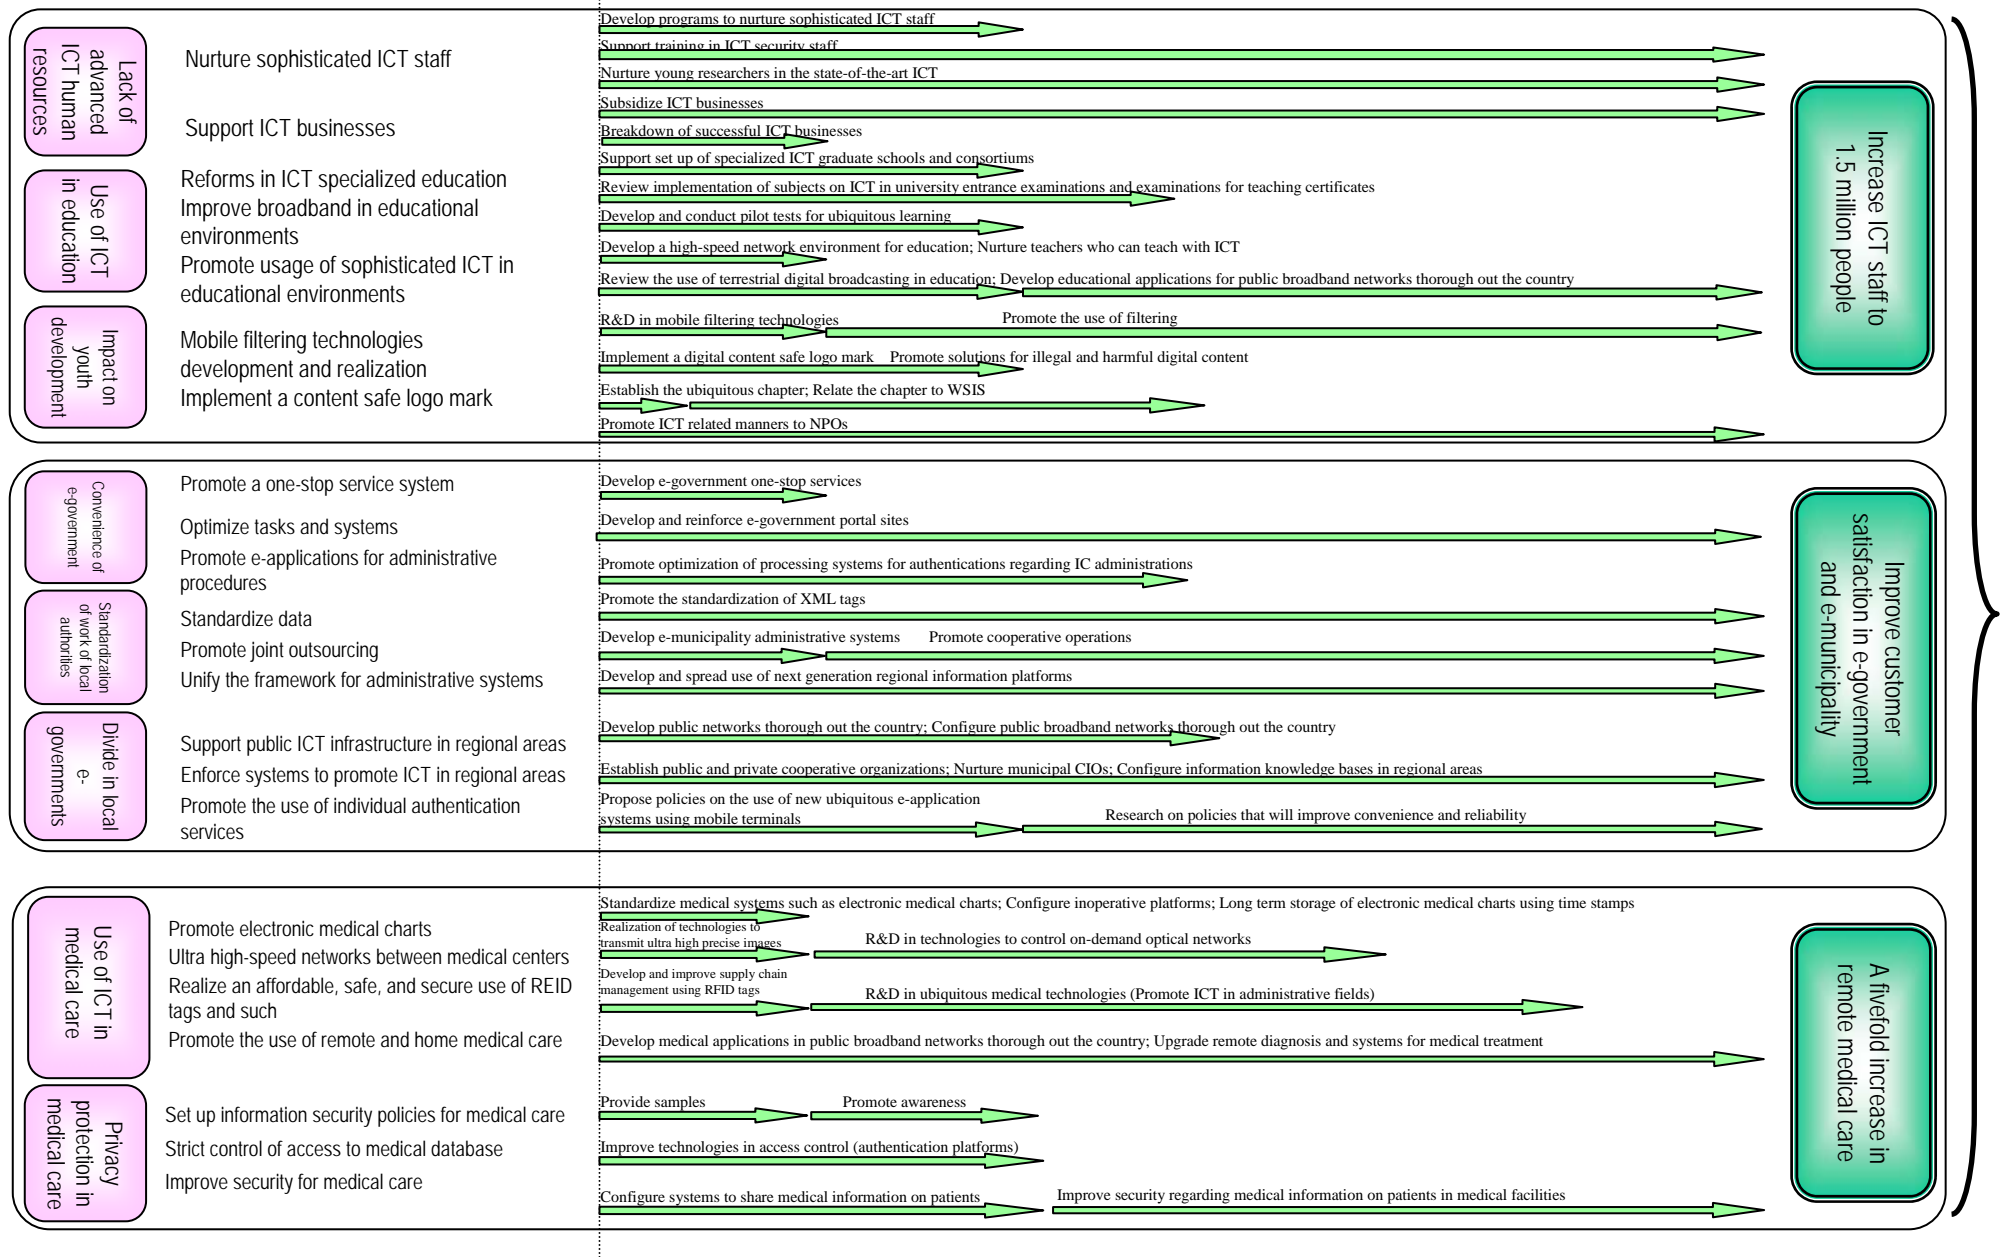 Lack of
advanced
ICT human
resources
Nurture sophisticated ICT staff
Support ICT businesses
Develop programs to nurture sophisticated ICT staff
Support training in ICT security staff
Nurture young researchers in the state-of-the-art ICT
Subsidize ICT businesses
Breakdown of successful ICT businesses
Use of ICT
in education
Reforms in ICT specialized education
Improve broadband in educational
environments
Promote usage of sophisticated ICT in
educational environments
Support set up of specialized ICT graduate schools and consortiums
Review implementation of subjects on ICT in university entrance examinations and examinations for teaching certificates
Develop and conduct pilot tests for ubiquitous learning
Develop a high-speed network environment for education; Nurture teachers who can teach with ICT
Review the use of terrestrial digital broadcasting in education; Develop educational applications for public broadband networks thorough out the country
Impact on
youth
development
Mobile filtering technologies
development and realization
Implement a content safe logo mark
R&D in mobile filtering technologies
Promote the use of filtering
Implement a digital content safe logo mark Promote solutions for illegal and harmful digital content
Establish the ubiquitous chapter; Relate the chapter to WSIS
Promote ICT related manners to NPOs
Increase ICT staff to
1.5 million people
Convenience of
e-government
Promote a one-stop service system
Optimize tasks and systems
Promote e-applications for administrative
procedures
Develop e-government one-stop services
Develop and reinforce e-government portal sites
Promote optimization of processing systems for authentications regarding IC administrations
Standardization
of work of local
authorities
Standardize data
Promote joint outsourcing
Unify the framework for administrative systems
Promote the standardization of XML tags
Develop e-municipality administrative systems
Promote cooperative operations
Develop and spread use of next generation regional information platforms
Divide in local
e-
governments
Support public ICT infrastructure in regional areas
Enforce systems to promote ICT in regional areas
Promote the use of individual authentication
services
Develop public networks thorough out the country; Configure public broadband networks thorough out the country
Establish public and private cooperative organizations; Nurture municipal CIOs; Configure information knowledge bases in regional areas
Propose policies on the use of new ubiquitous e-application
systems using mobile terminals
Research on policies that will improve convenience and reliability
Improve customer
satisfaction in e-government
and e-municipality
Use of ICT in
medical care
Promote electronic medical charts
Ultra high-speed networks between medical centers
Realize an affordable, safe, and secure use of REID
tags and such
Promote the use of remote and home medical care
Standardize medical systems such as electronic medical charts; Configure inoperative platforms; Long term storage of electronic medical charts using time stamps
Realization of technologies to
transmit ultra high precise images
R&D in technologies to control on-demand optical networks
Develop and improve supply chain
management using RFID tags
R&D in ubiquitous medical technologies (Promote ICT in administrative fields)
Develop medical applications in public broadband networks thorough out the country; Upgrade remote diagnosis and systems for medical treatment
Privacy
protection in
medical care
Set up information security policies for medical care
Strict control of access to medical database
Improve security for medical care
Provide samples
Promote awareness
Improve technologies in access control (authentication platforms)
Configure systems to share medical information on patients
Improve security regarding medical information on patients in medical facilities
A fivefold increase in
remote medical care